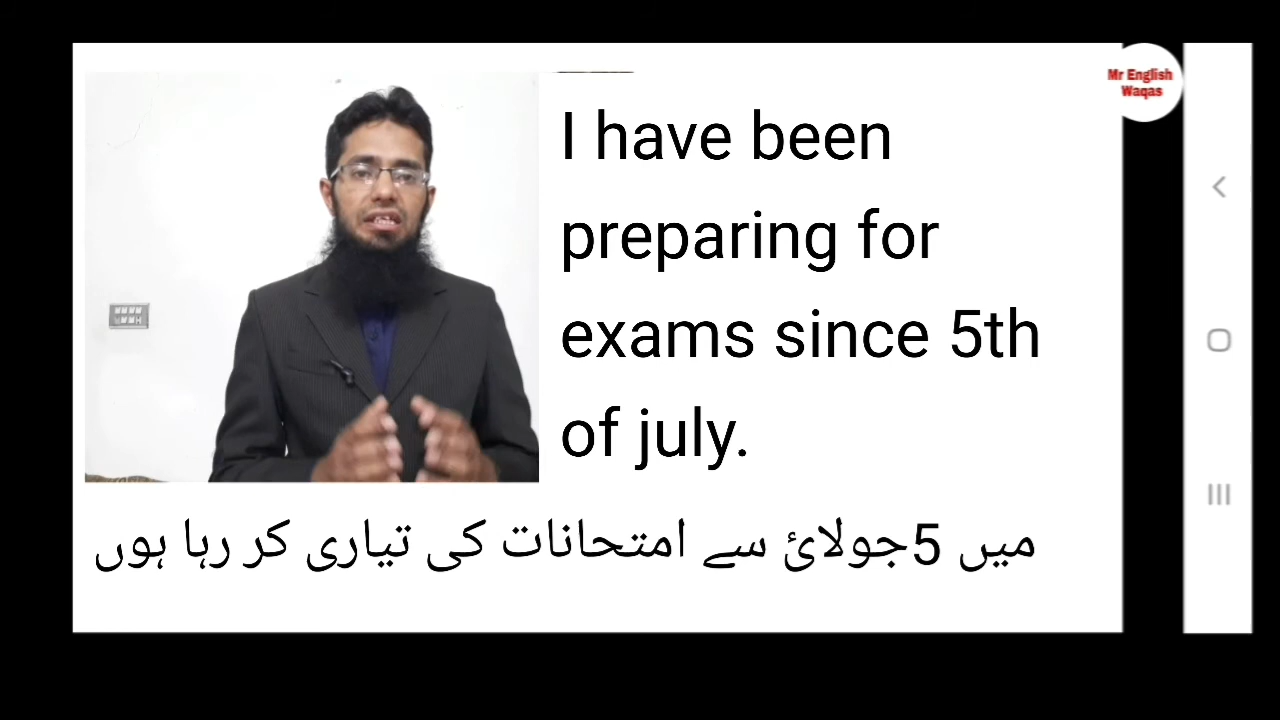 Mr English
Waqas
I have been
preparing for
exams since 5th
of july.
میں 5جولائ سے امتحانات کی تیاری کر رہا ہوں